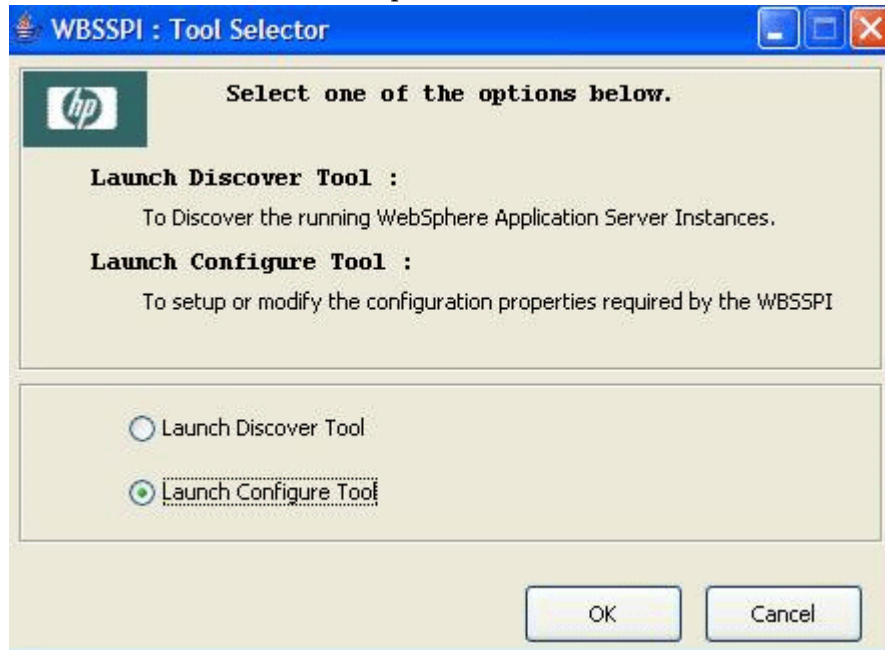 WBSSPI : Tool Selector
hp
Select one of the options below.
Launch Discover Tool :
To Discover the running WebSphere Application Server Instances.
Launch Configure Tool :
To setup or modify the configuration properties required by the WBSSPI
Launch Discover Tool
Launch Configure Tool
OK
Cancel